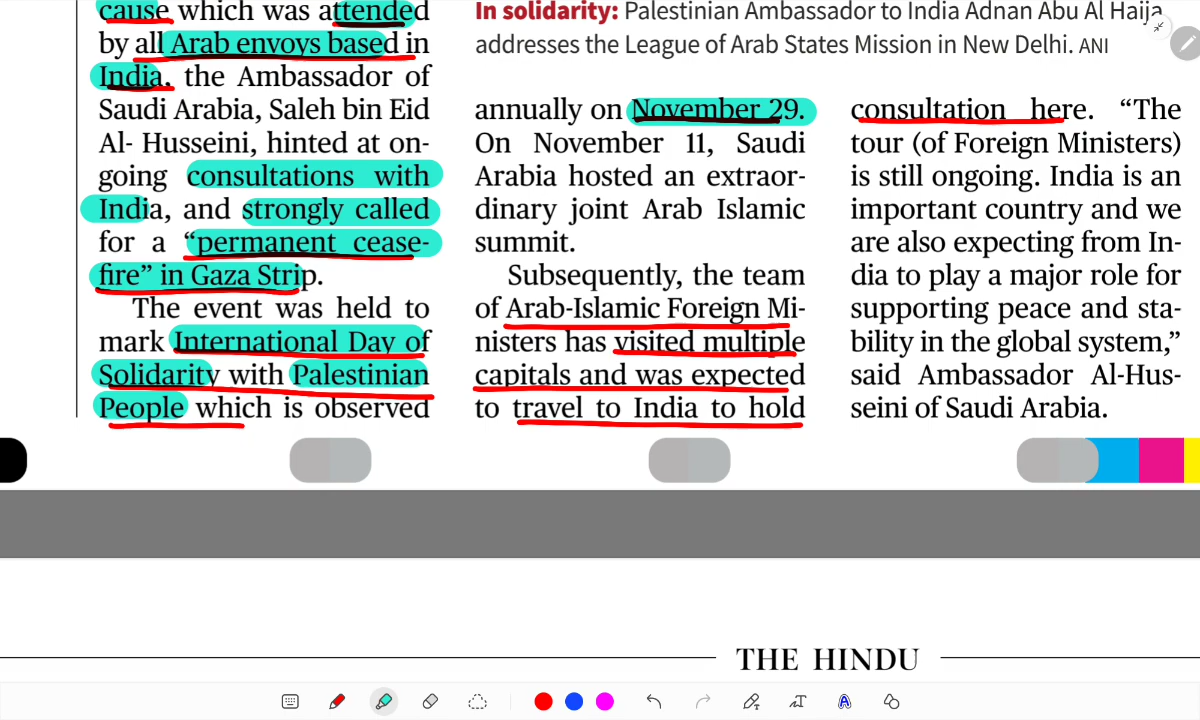 cause which was attended
by all Arab envoys based in
India, the Ambassador of
Saudi Arabia, Saleh bin Eid
Al- Husseini, hinted at on-
going consultations with
India, and strongly called
for a “permanent cease-
fire” in Gaza Strip.
The event was held to
mark International Day of
Solidarity with Palestinian
People which is observed
In solidarity: Palestinian Ambassador to India Adnan Abu Al Haija
addresses the League of Arab States Mission in New Delhi. ANI
annually on November 29.
On November 11, Saudi
Arabia hosted an extraor-
dinary joint Arab Islamic
summit.
Subsequently, the team
of Arab-Islamic Foreign Mi-
nisters has visited multiple
capitals and was expected
to travel to India to hold
consultation here. “The
tour (of Foreign Ministers)
is still ongoing. India is an
important country and we
are also expecting from In-
dia to play a major role for
supporting peace and sta-
bility in the global system,”
said Ambassador Al-Hus-
seini of Saudi Arabia.
THE HINDU